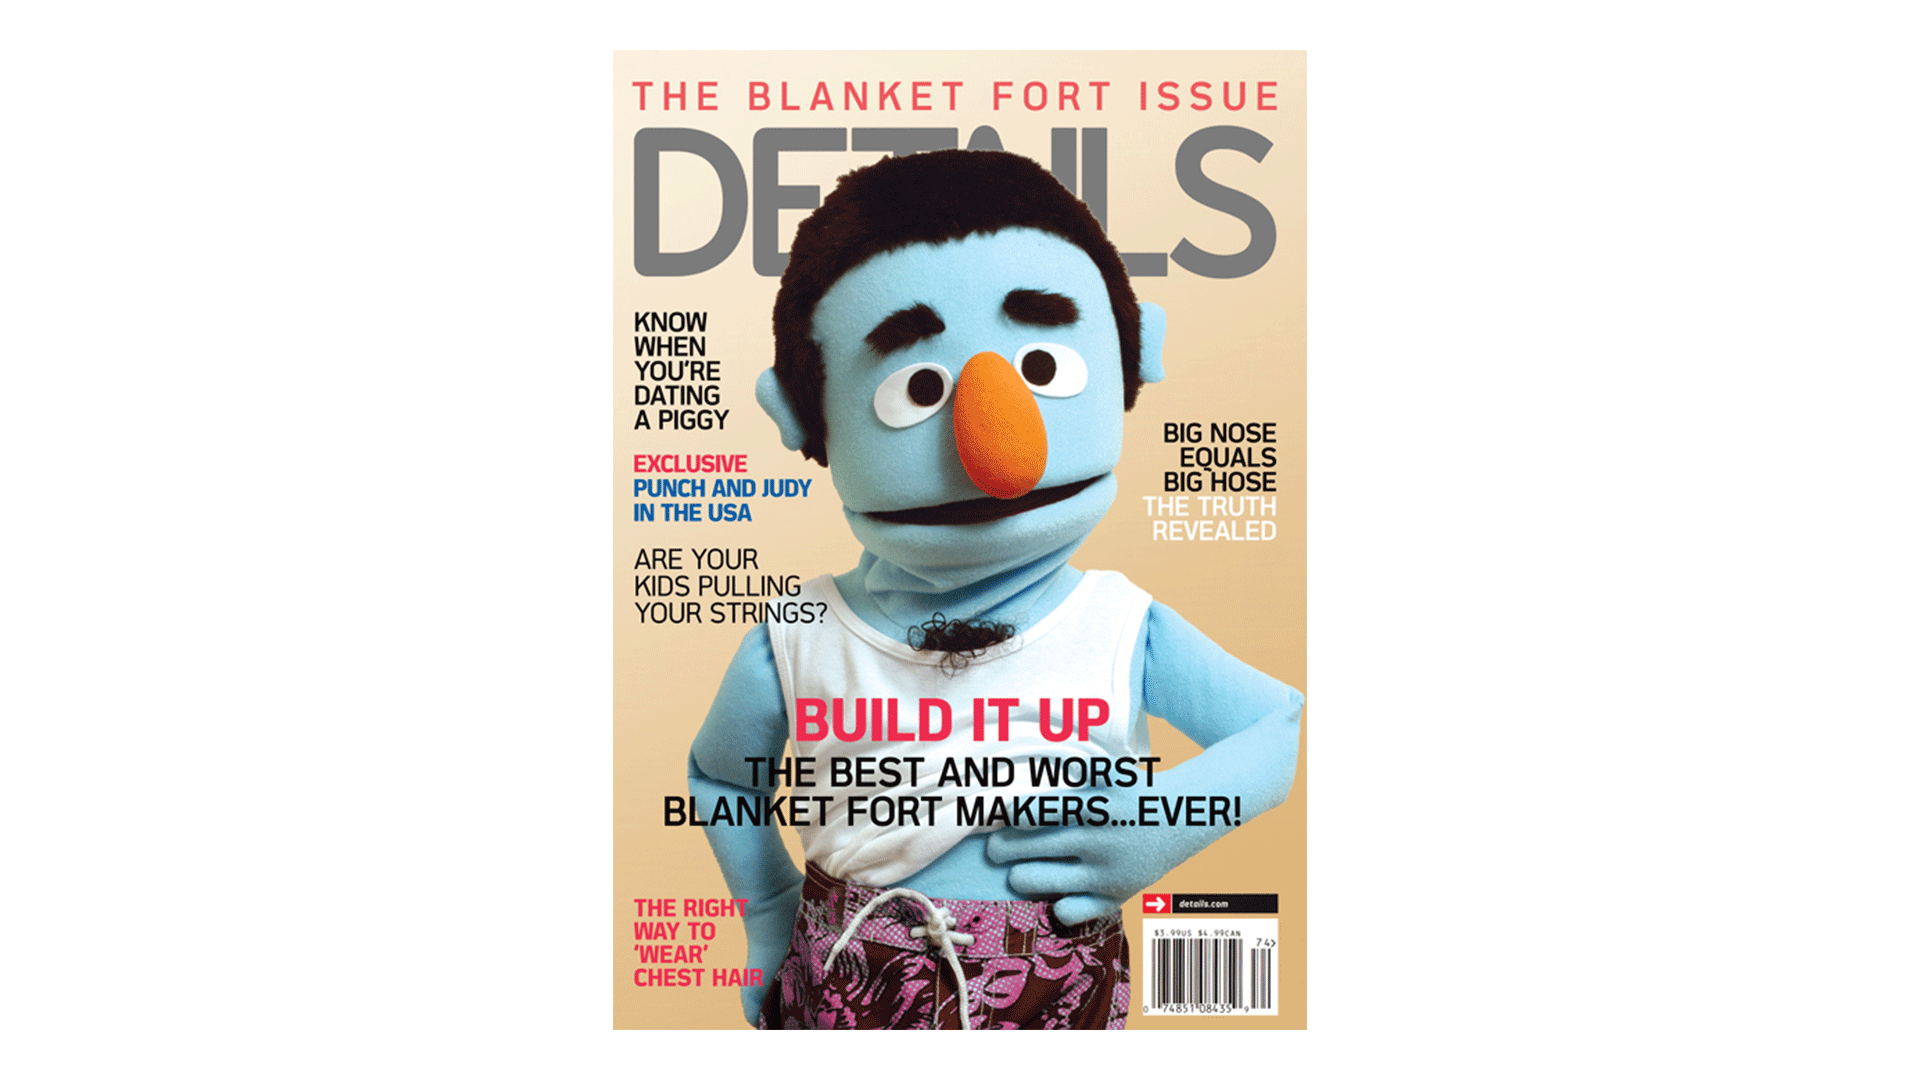 THE BLANKET FORT ISSUE
DETAILS
KNOW
WHEN
YOU'RE
DATING
A PIGGY
EXCLUSIVE
PUNCH AND JUDY
IN THE USA
ARE YOUR
KIDS PULLING
YOUR STRINGS?
BIG NOSE
EQUALS
BIG HOSE
THE TRUTH
REVEALED
BUILD IT UP
THE BEST AND WORST
BLANKET FORT MAKERS...EVER!
THE RIGHT
WAY TO
'WEAR'
CHEST HAIR
details.com
$3.99US $4.99CAN
74>
0 74851 08435 9